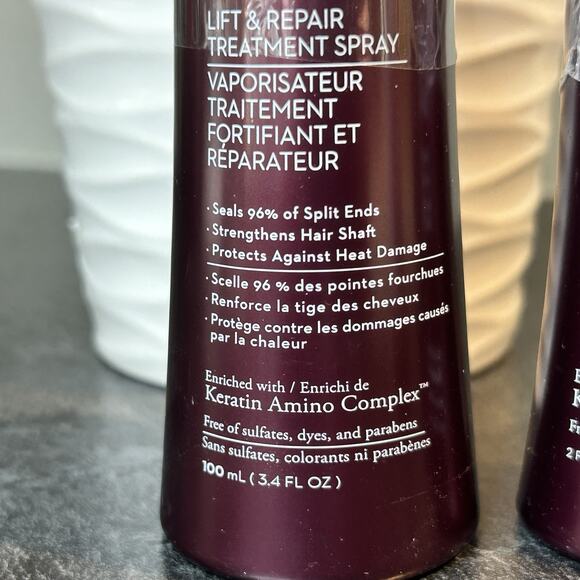 LIFT & REPAIR
TREATMENT SPRAY
VAPORISATEUR
TRAITEMENT
FORTIFIANT ET
RÉPARATEUR
· Seals 96% of Split Ends
· Strengthens Hair Shaft
· Protects Against Heat Damage
· Scelle 96 % des pointes fourchues
· Renforce la tige des cheveux
· Protège contre les dommages causés
par la chaleur
Enriched with / Enrichi de
Keratin Amino Complex™
Free of sulfates, dyes, and parabens
Sans sulfates, colorants ni parabènes
100 mL ( 3.4 FL OZ )